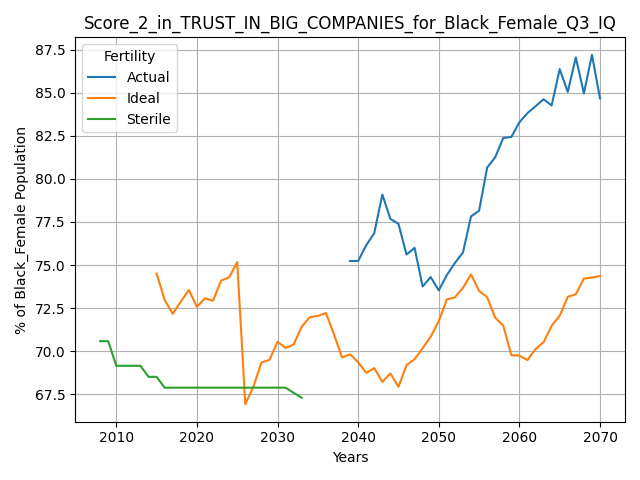 Score_2_in_TRUST_IN_BIG_COMPANIES_for_Black_Female_Q3_IQ
Fertility
Actual
Ideal
Sterile
% of Black_Female Population
87.5
85.0
82.5
80.0
77.5
75.0
72.5
70.0
67.5
2010
2020
2030
2040
2050
2060
2070
Years